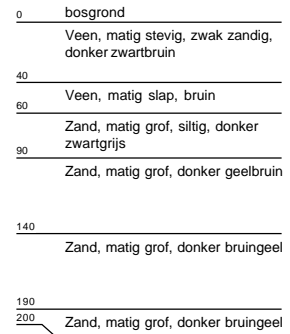 0 bosgrond
Veen, matig stevig, zwak zandig,
donker zwartbruin
40
Veen, matig slap, bruin
60
Zand, matig grof, siltig, donker
zwartgrijs
90
Zand, matig grof, donker geelbruin
140
Zand, matig grof, donker bruingeel
190
200 Zand, matig grof, donker bruingeel